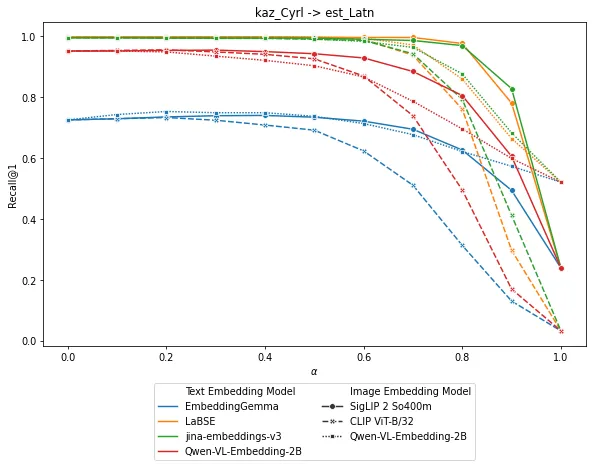 kaz_Cyrl -> est_Latn
Recall@1
1.0
0.8
0.6
0.4
0.2
0.0
0.0 0.2 0.4 0.6 0.8 1.0
α
Text Embedding Model
EmbeddingGemma
LaBSE
jina-embeddings-v3
Qwen-VL-Embedding-2B
Image Embedding Model
SigLIP 2 So400m
CLIP ViT-B/32
Qwen-VL-Embedding-2B